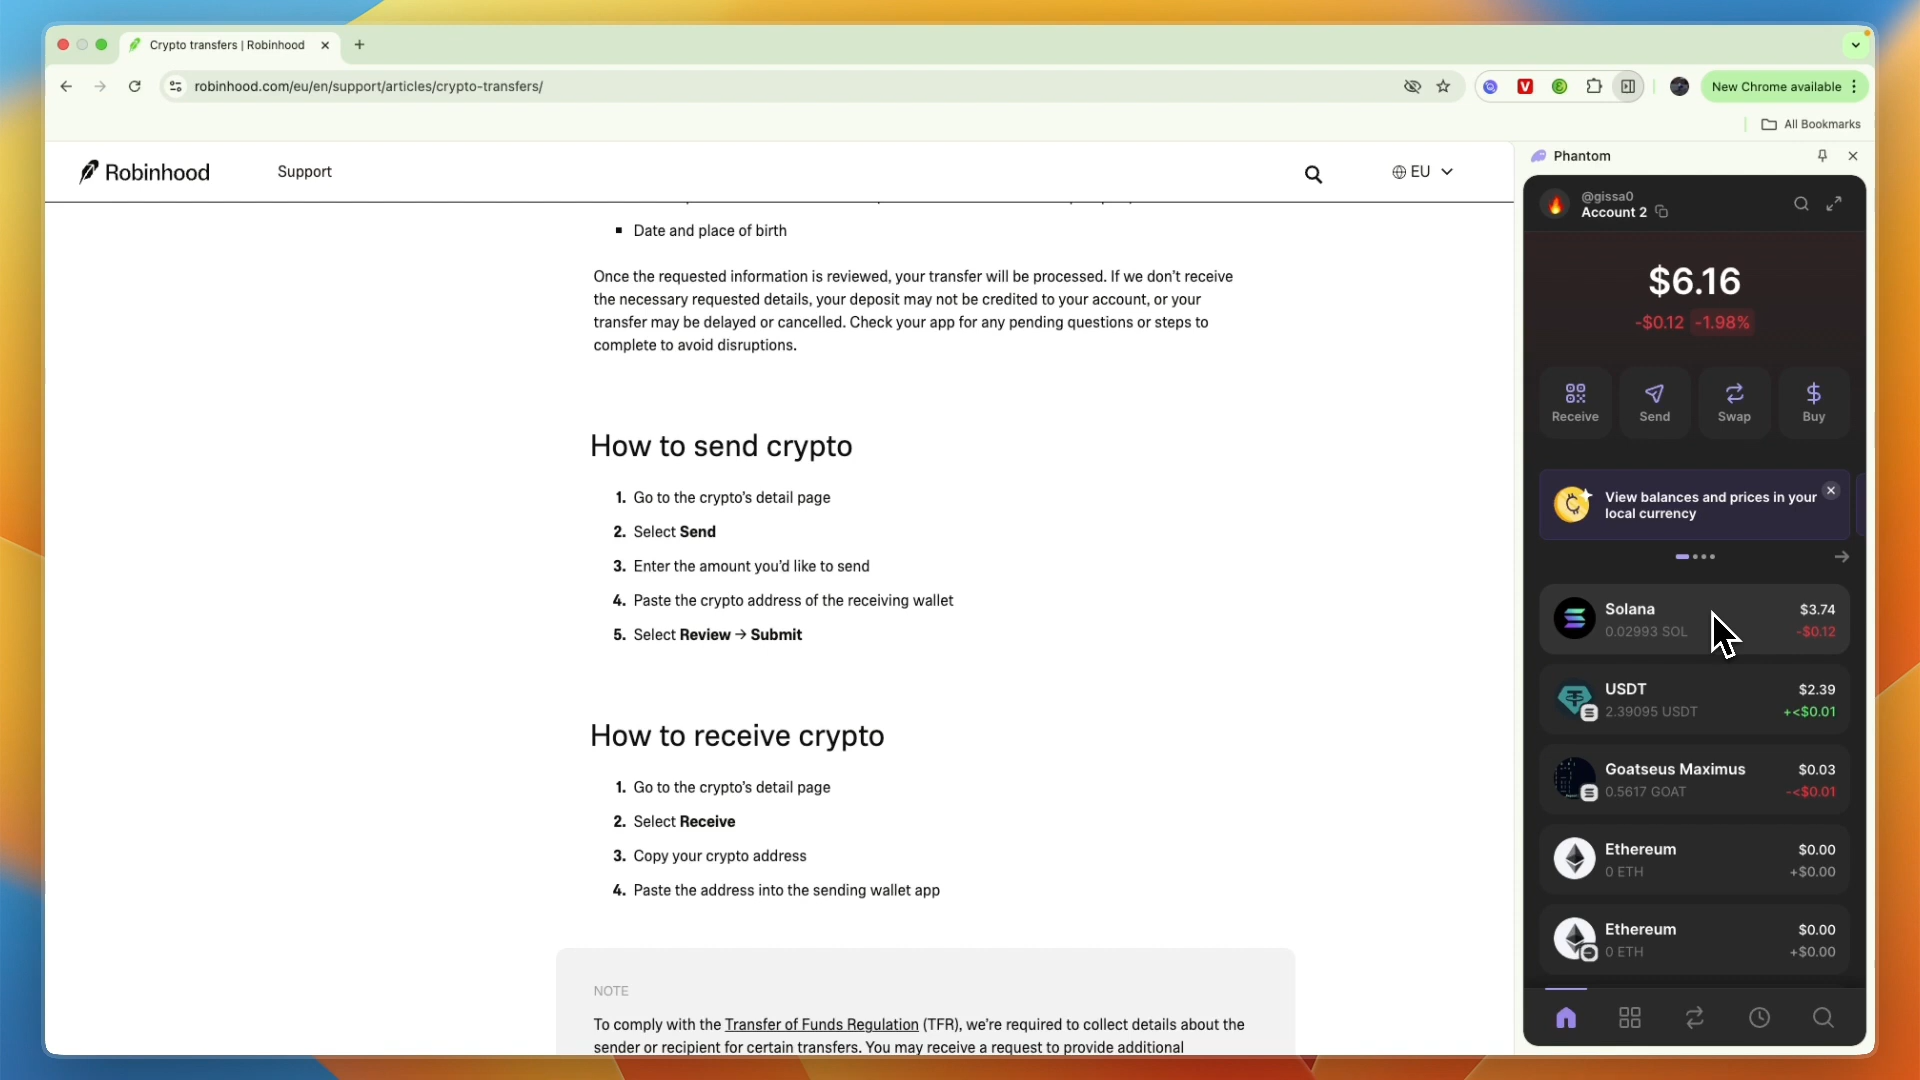 Crypto transfers | Robinhood
robinhood.com/eu/en/support/articles/crypto-transfers/
New Chrome available
All Bookmarks
Robinhood
Support
EU
▪ Date and place of birth
Once the requested information is reviewed, your transfer will be processed. If we don't receive
the necessary requested details, your deposit may not be credited to your account, or your
transfer may be delayed or cancelled. Check your app for any pending questions or steps to
complete to avoid disruptions.
How to send crypto
1. Go to the crypto's detail page
2. Select Send
3. Enter the amount you'd like to send
4. Paste the crypto address of the receiving wallet
5. Select Review → Submit
How to receive crypto
1. Go to the crypto's detail page
2. Select Receive
3. Copy your crypto address
4. Paste the address into the sending wallet app
NOTE
To comply with the Transfer of Funds Regulation (TFR), we're required to collect details about the
sender or recipient for certain transfers. You may receive a request to provide additional
Phantom
@gissa0
Account 2
$6.16
-$0.12 -1.98%
Receive
Send
Swap
Buy
View balances and prices in your
local currency
Solana $3.74
0.02993 SOL -$0.12
USDT $2.39
2.39095 USDT +<$0.01
Goatseus Maximus $0.03
0.5617 GOAT -<$0.01
Ethereum $0.00
0 ETH +$0.00
Ethereum $0.00
0 ETH +$0.00